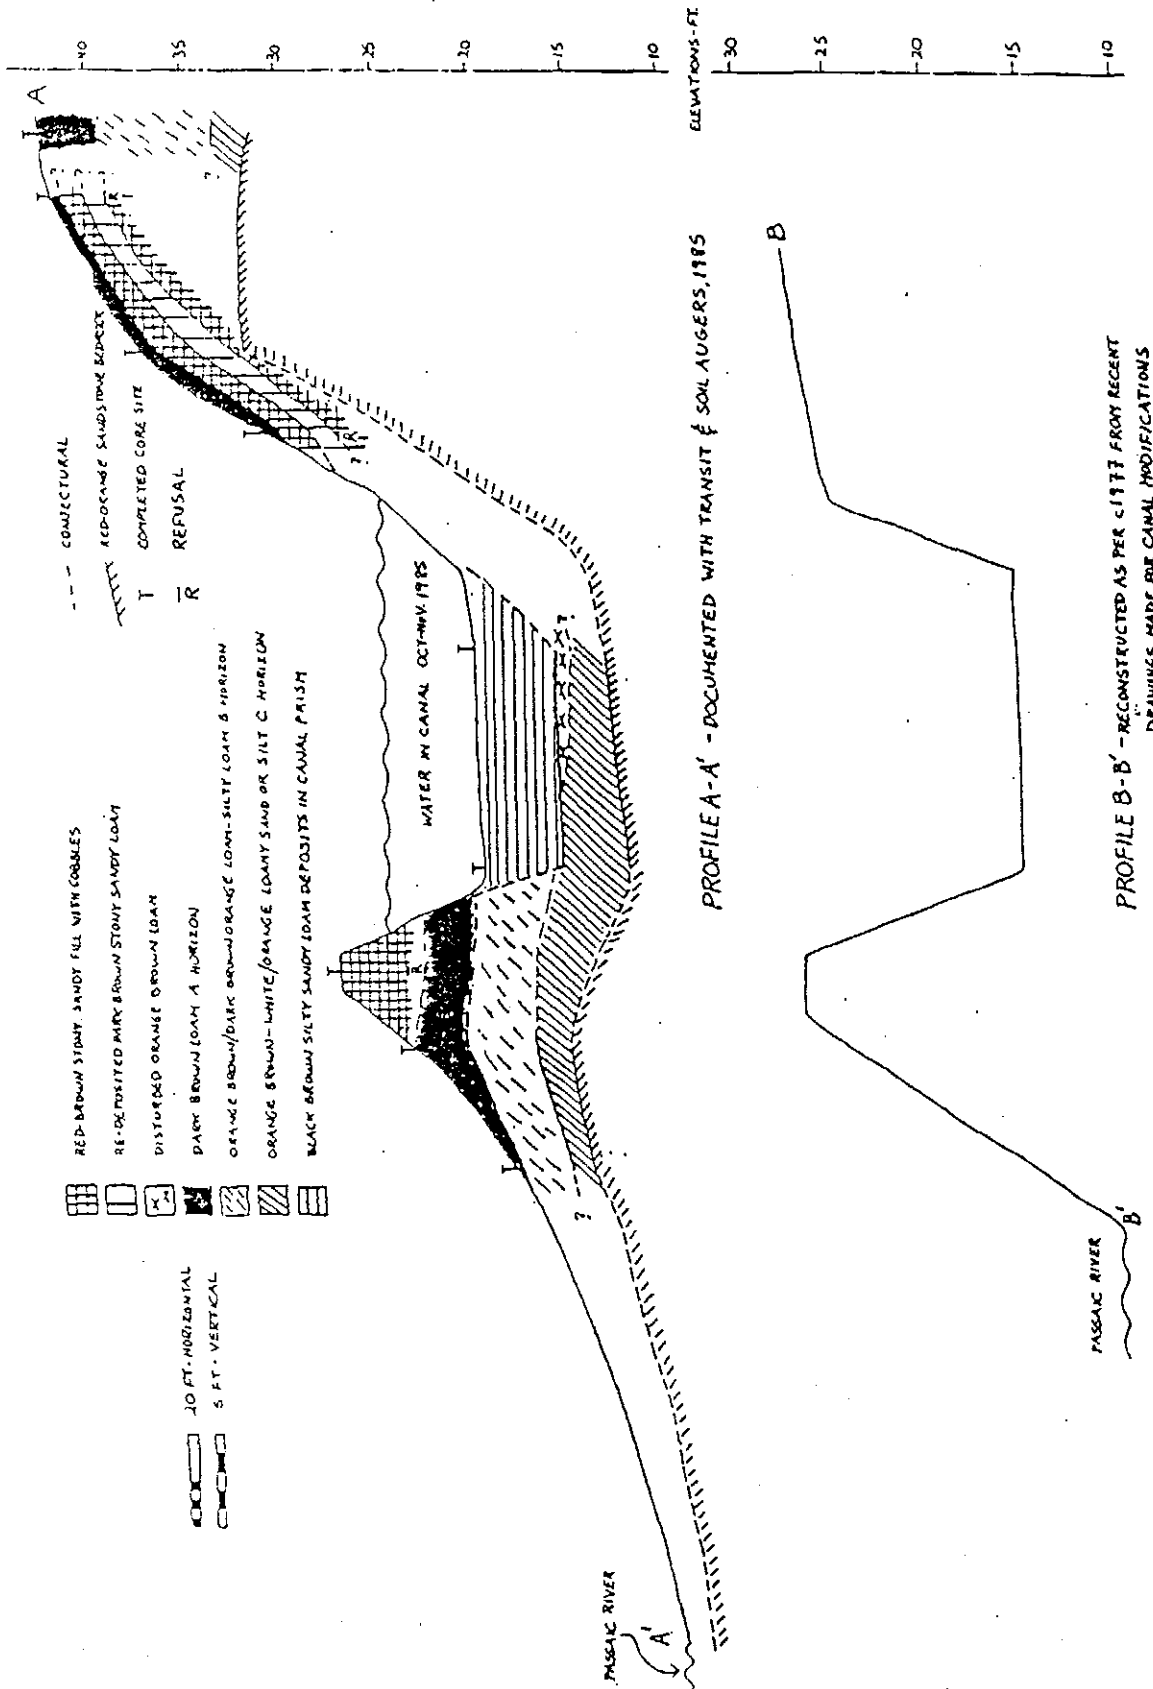 20 FT - HORIZONTAL
5 FT - VERTICAL
RED-BROWN STONY SANDY FILL WITH COBBLES
RE-DEPOSITED DARK BROWN STONY SANDY LOAM
DISTURBED ORANGE BROWN LOAM
DARK BROWN LOAM A HORIZON
ORANGE BROWN/DARK BROWN ORANGE LOAM-SILTY LOAM B HORIZON
ORANGE BROWN-WHITE/ORANGE LOAMY SAND OR SILT C HORIZON
BLACK BROWN SILTY SANDY LOAM DEPOSITS IN CANAL PRISM
--- CONJECTURAL
RED-ORANGE SANDSTONE BEDROCK
T COMPLETED CORE SITE
R REFUSAL
A
40
35
30
25
20
15
10
ELEVATIONS-FT.
?
?
R
?
R
?
WATER IN CANAL OCT-NOV. 1985
R
?
?
PASSAIC RIVER
A'
PROFILE A-A' - DOCUMENTED WITH TRANSIT & SOIL AUGERS, 1985
30
25
15
10
B
PASSAIC RIVER
B'
PROFILE B-B' - RECONSTRUCTED AS PER c1977 FROM RECENT
DRAWINGS MADE FOR CANAL MODIFICATIONS